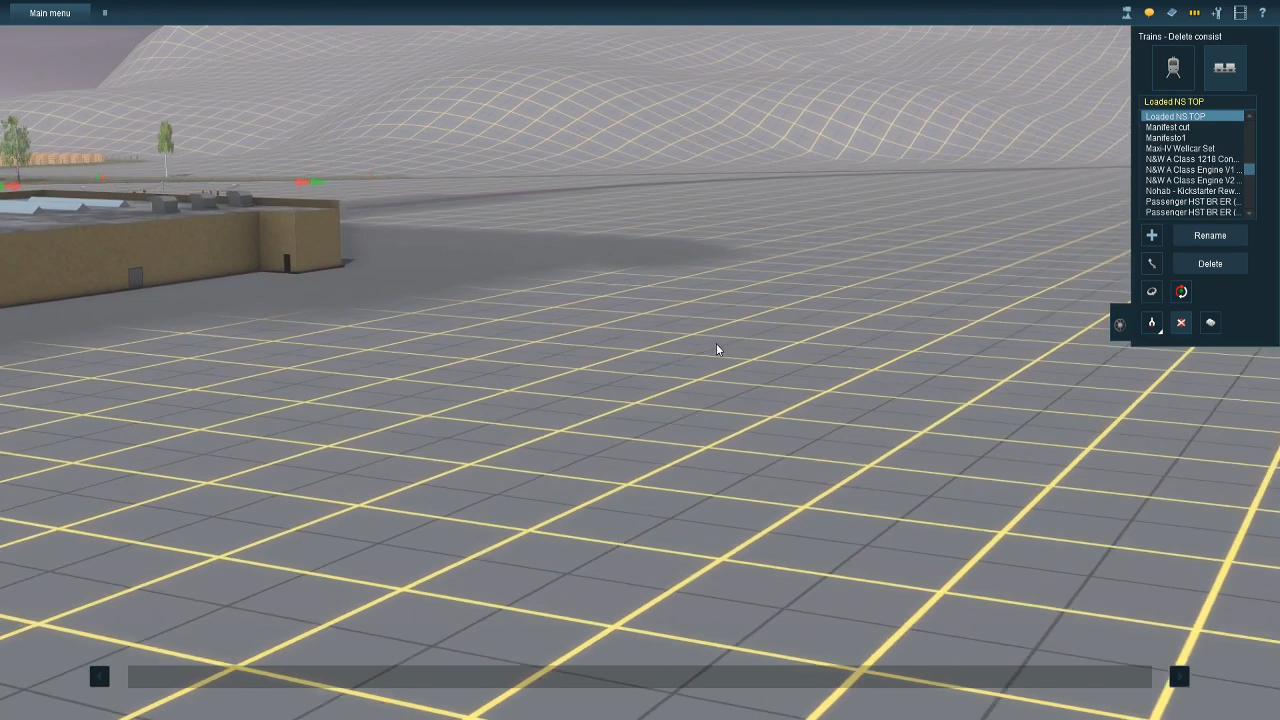 Main menu
?
Trains - Delete consist
Loaded NS TOP
Loaded NS TOP
Manifest cut
Manifesto1
Maxi-IV Wellcar Set
N&W A Class 1218 Con...
N&W A Class Engine V1 ...
N&W A Class Engine V2 ...
Nohab - Kickstarter Rew...
Passenger HST BR ER (...
Passenger HST BR ER (...
Rename
Delete